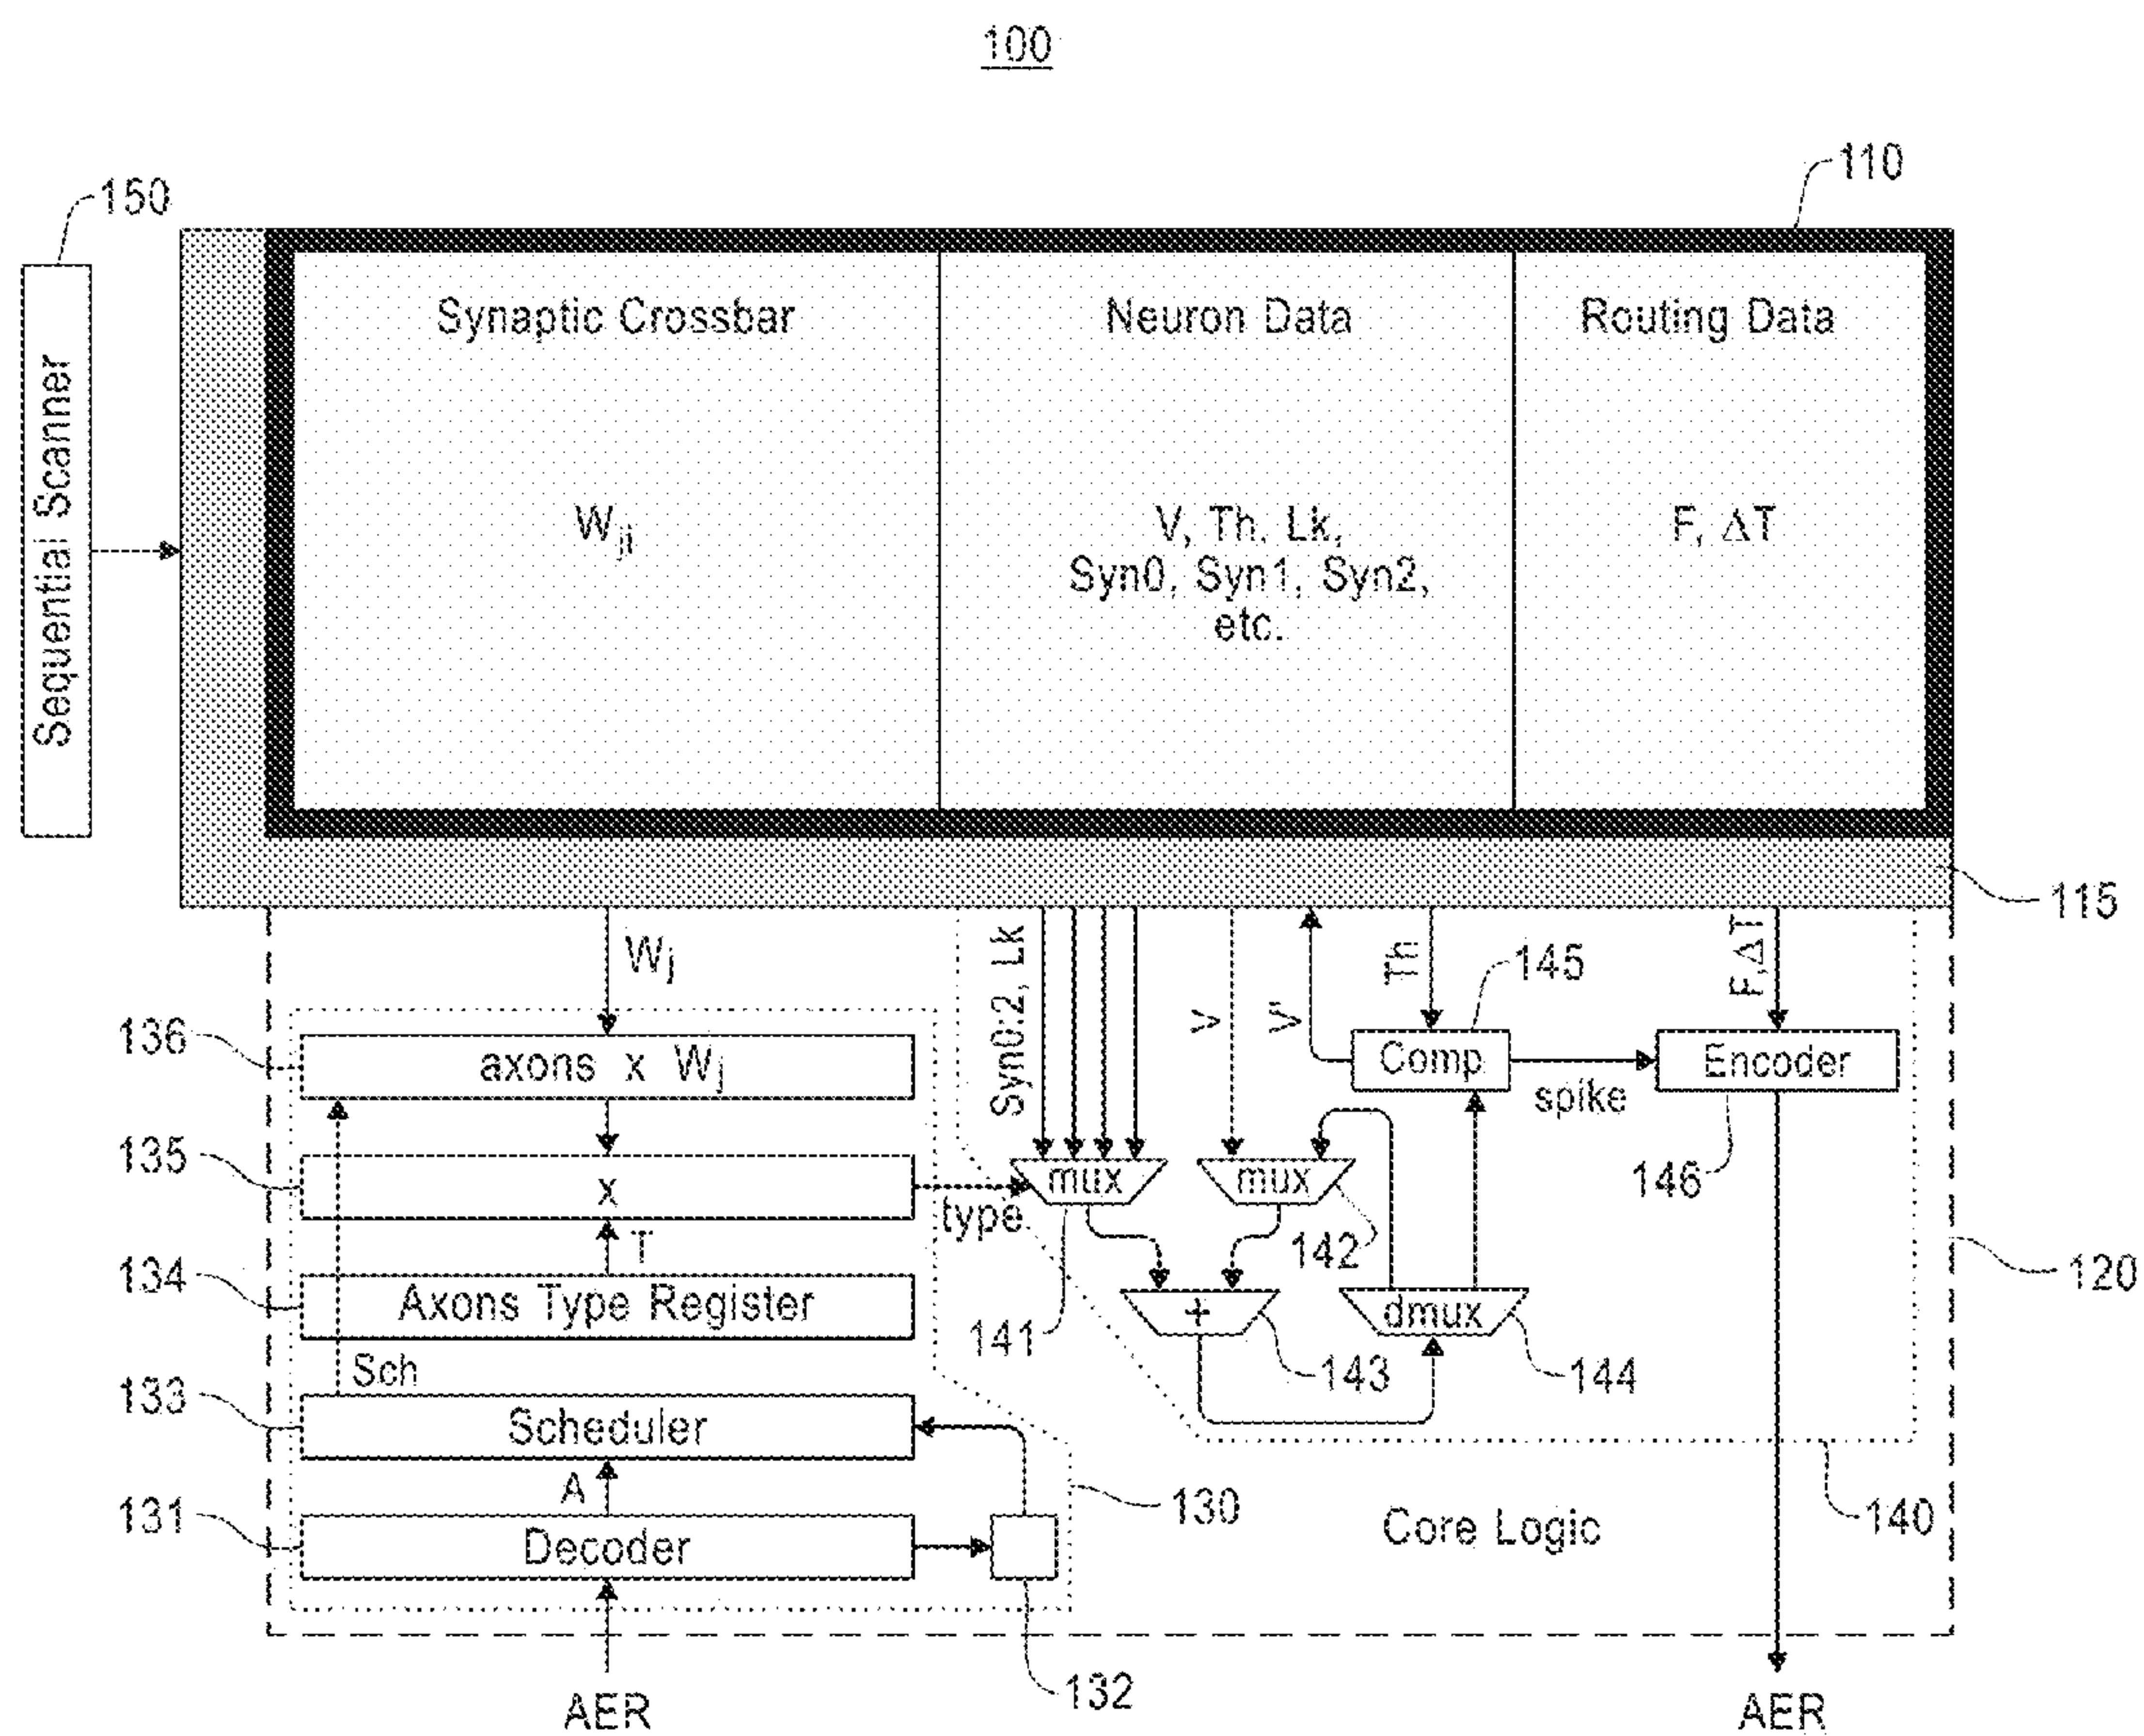 100
110
150
Sequential Scanner
Synaptic Crossbar
Neuron Data
Routing Data
Wji
V, Th, Lk,
Syn0, Syn1, Syn2,
etc.
F, ΔT
115
Wj
Syn0:2, Lk
V
V'
Th
145
F,ΔT
136
axons x Wj
Comp
spike
Encoder
135
x
type
mux
mux
146
T
142
120
134
Axons Type Register
141
+
dmux
143
144
Sch
133
Scheduler
A
130
140
131
Decoder
Core Logic
132
AER
AER